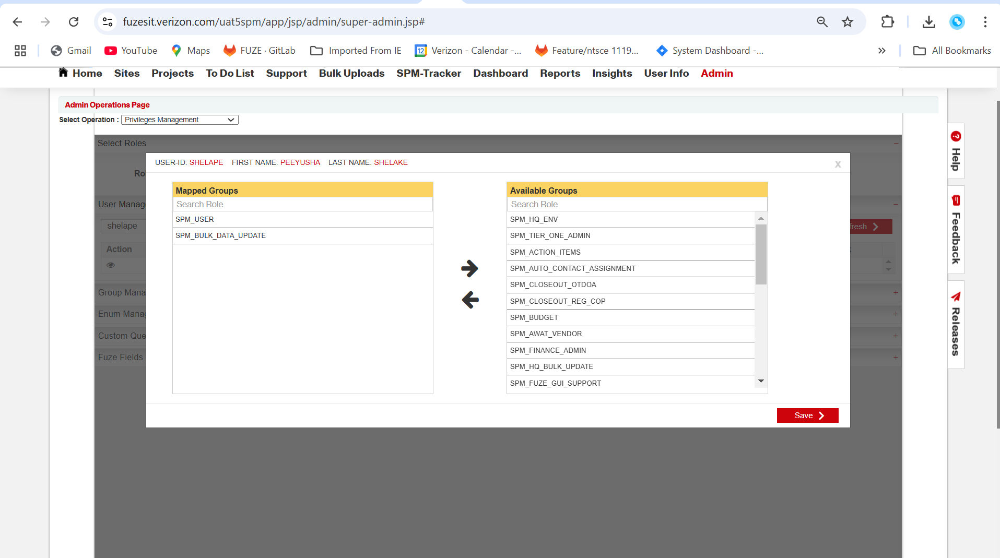 fuzesit.verizon.com/uat5spm/app/jsp/admin/super-admin.jsp#
Gmail YouTube Maps FUZE · GitLab Imported From IE 12 Verizon - Calendar -... Feature/ntsce 1119... System Dashboard -... All Bookmarks
Home Sites Projects To Do List Support Bulk Uploads SPM-Tracker Dashboard Reports Insights User Info Admin
Admin Operations Page
Select Operation : Privileges Management
Select Roles
USER-ID: SHELAPE FIRST NAME: PEEYUSHA LAST NAME: SHELAKE x
Mapped Groups
Search Role
SPM_USER
SPM_BULK_DATA_UPDATE
Available Groups
Search Role
SPM_HQ_ENV
SPM_TIER_ONE_ADMIN
SPM_ACTION_ITEMS
SPM_AUTO_CONTACT_ASSIGNMENT
SPM_CLOSEOUT_OTDOA
SPM_CLOSEOUT_REG_COP
SPM_BUDGET
SPM_AWAT_VENDOR
SPM_FINANCE_ADMIN
SPM_HQ_BULK_UPDATE
SPM_FUZE_GUI_SUPPORT
Save
User Manag
shelape
fresh
Action
Group Mana
Enum Manag
Custom Que
Fuze Fields
Help
Feedback
Releases